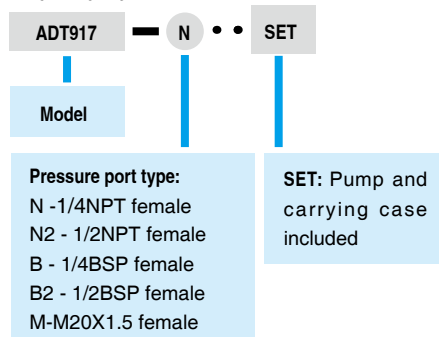 ADT917 — N • • SET
Model
Pressure port type:
N -1/4NPT female
N2 - 1/2NPT female
B - 1/4BSP female
B2 - 1/2BSP female
M-M20X1.5 female
SET: Pump and
carrying case
included